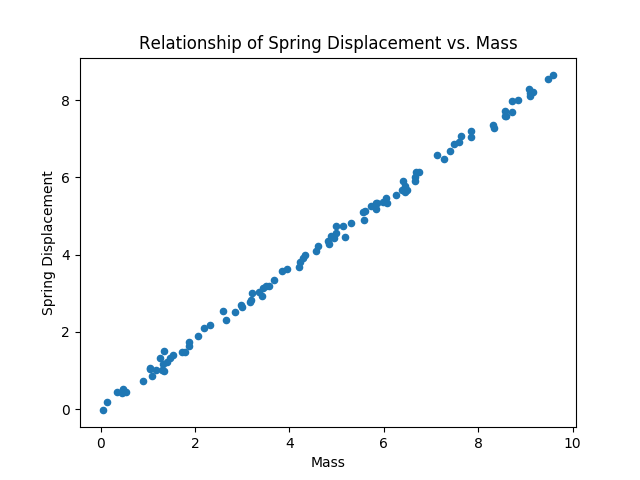 Relationship of Spring Displacement vs. Mass
Spring Displacement
8
6
4
2
0
0 2 4 6 8 10
Mass